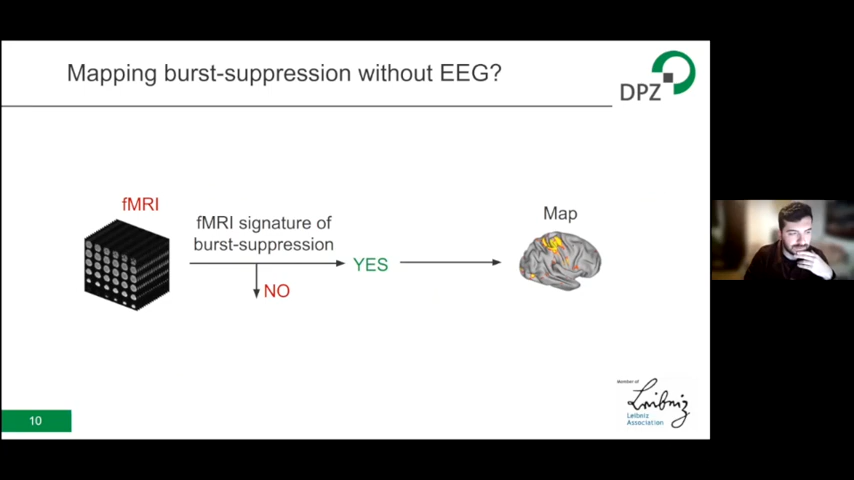 Mapping burst-suppression without EEG?
DPZ
fMRI
fMRI signature of
burst-suppression
YES
NO
Map
Member of
Leibniz
Leibniz
Association
10